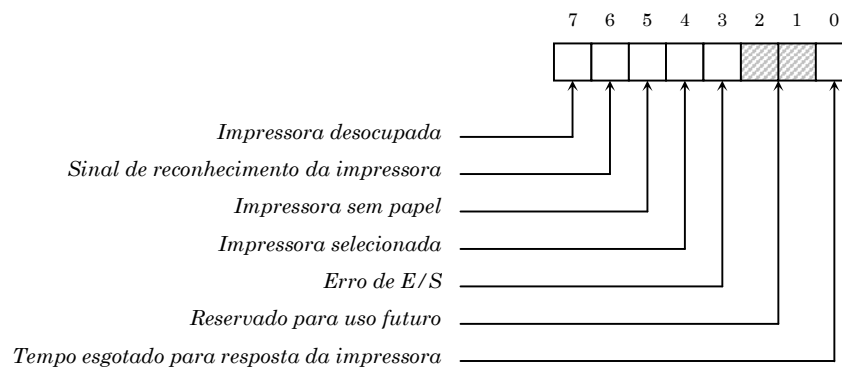 7 6 5 4 3 2 1 0
Impressora desocupada
Sinal de reconhecimento da impressora
Impressora sem papel
Impressora selecionada
Erro de E/S
Reservado para uso futuro
Tempo esgotado para resposta da impressora